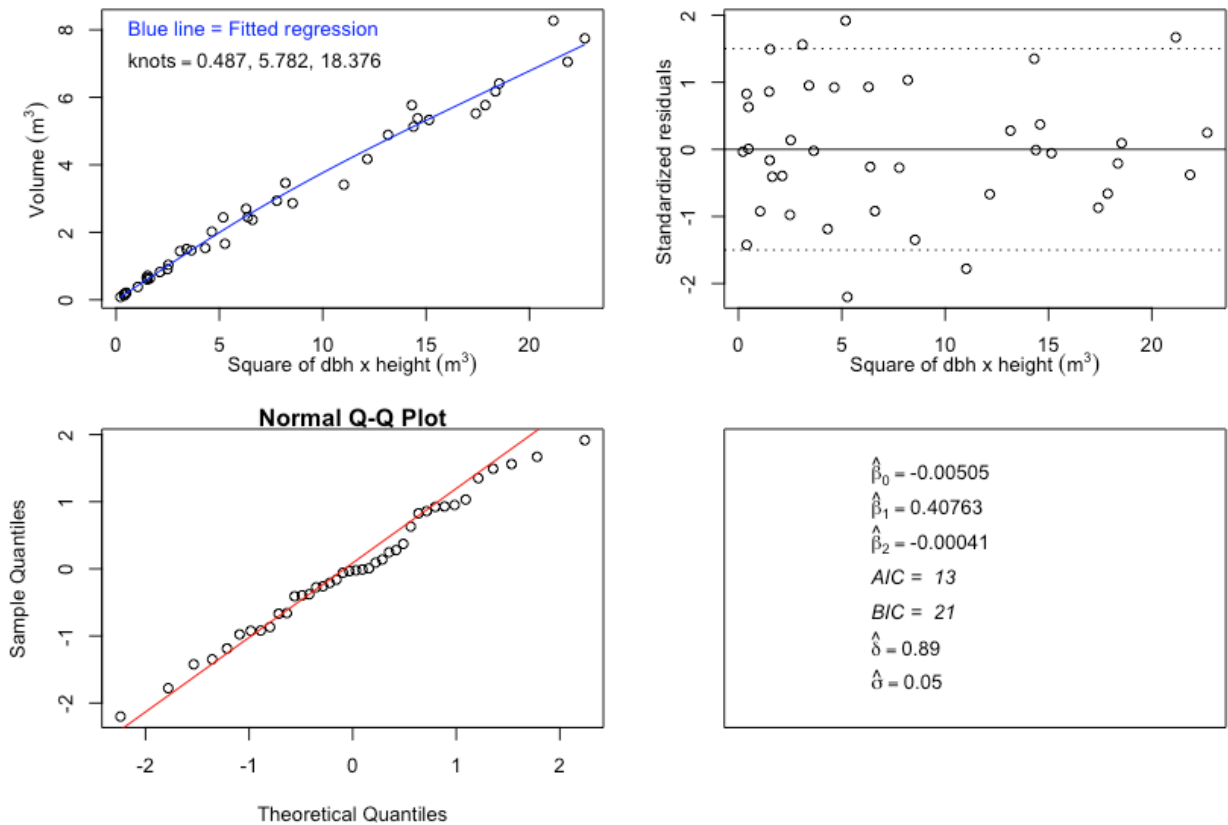 Blue line = Fitted regression
knots = 0.487, 5.782, 18.376
Volume (m³)
0 2 4 6 8
0 5 10 15 20
Square of dbh x height (m³)
Standardized residuals
-2 -1 0 1 2
0 5 10 15 20
Square of dbh x height (m³)
Normal Q-Q Plot
Sample Quantiles
-2 -1 0 1 2
-2 -1 0 1 2
Theoretical Quantiles
β̂₀ = -0.00505
β̂₁ = 0.40763
β̂₂ = -0.00041
AIC = 13
BIC = 21
δ̂ = 0.89
σ̂ = 0.05